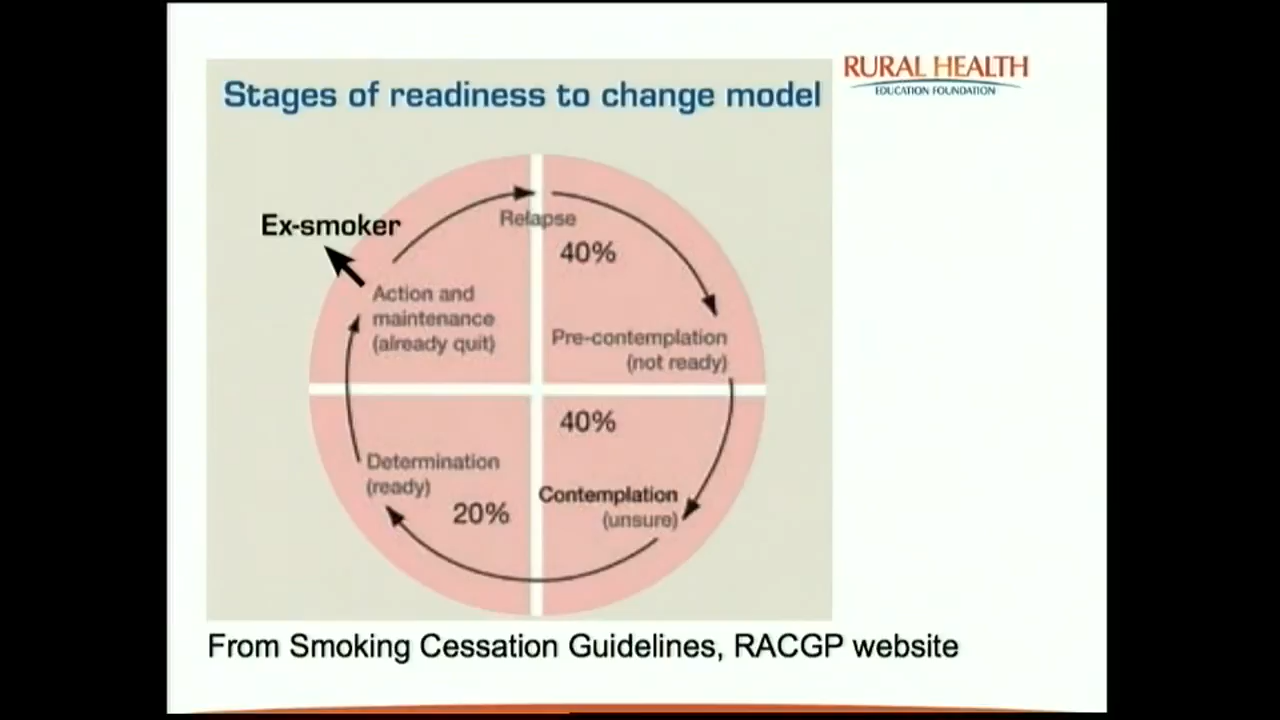 RURAL HEALTH
EDUCATION FOUNDATION
Stages of readiness to change model
Ex-smoker
Relapse
40%
Action and
maintenance
(already quit)
Pre-contemplation
(not ready)
40%
Determination
(ready)
20%
Contemplation
(unsure)
From Smoking Cessation Guidelines, RACGP website